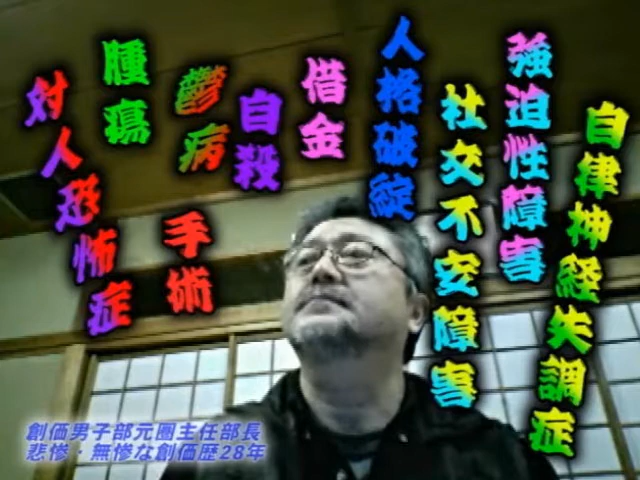 対人恐怖症
腫瘍
鬱病
手術
自殺
借金
人格破綻
社交不安障害
強迫性障害
自律神経失調症
創価男子部元圏主任部長
悲惨・無惨な創価歴28年